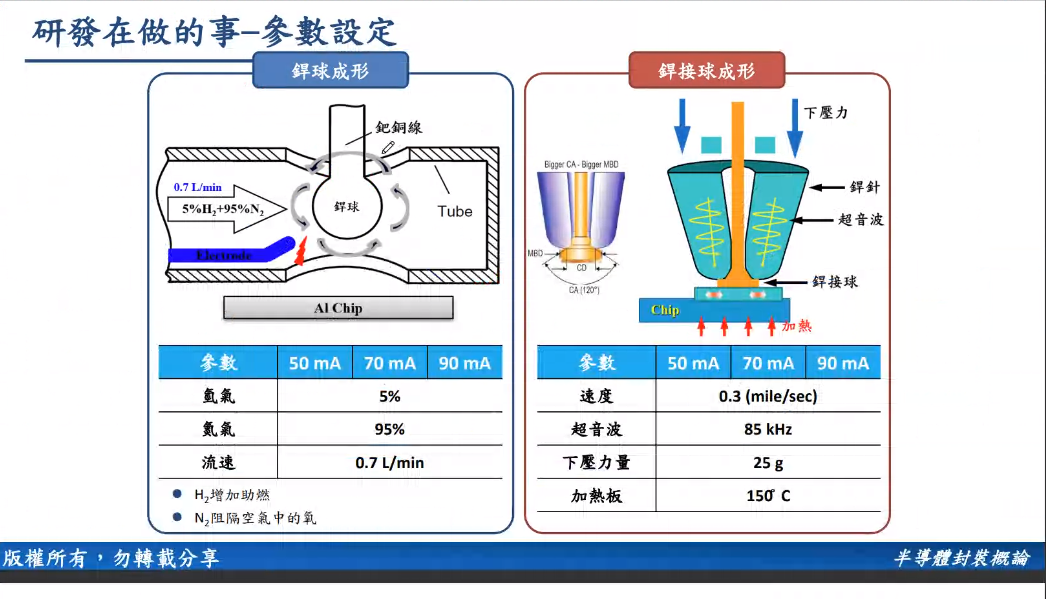 研發在做的事–參數設定
銲球成形
鈀銅線
0.7 L/min
5%H2+95%N2
銲球
Tube
Electrode
Al Chip
參數 50 mA 70 mA 90 mA
氫氣 5%
氮氣 95%
流速 0.7 L/min
● H2增加助燃
● N2阻隔空氣中的氧
銲接球成形
下壓力
Bigger CA - Bigger MBD
銲針
超音波
MBD
CD
CA (120°)
銲接球
Chip
加熱
參數 50 mA 70 mA 90 mA
速度 0.3 (mile/sec)
超音波 85 kHz
下壓力量 25 g
加熱板 150° C
版權所有，勿轉載分享
半導體封裝概論